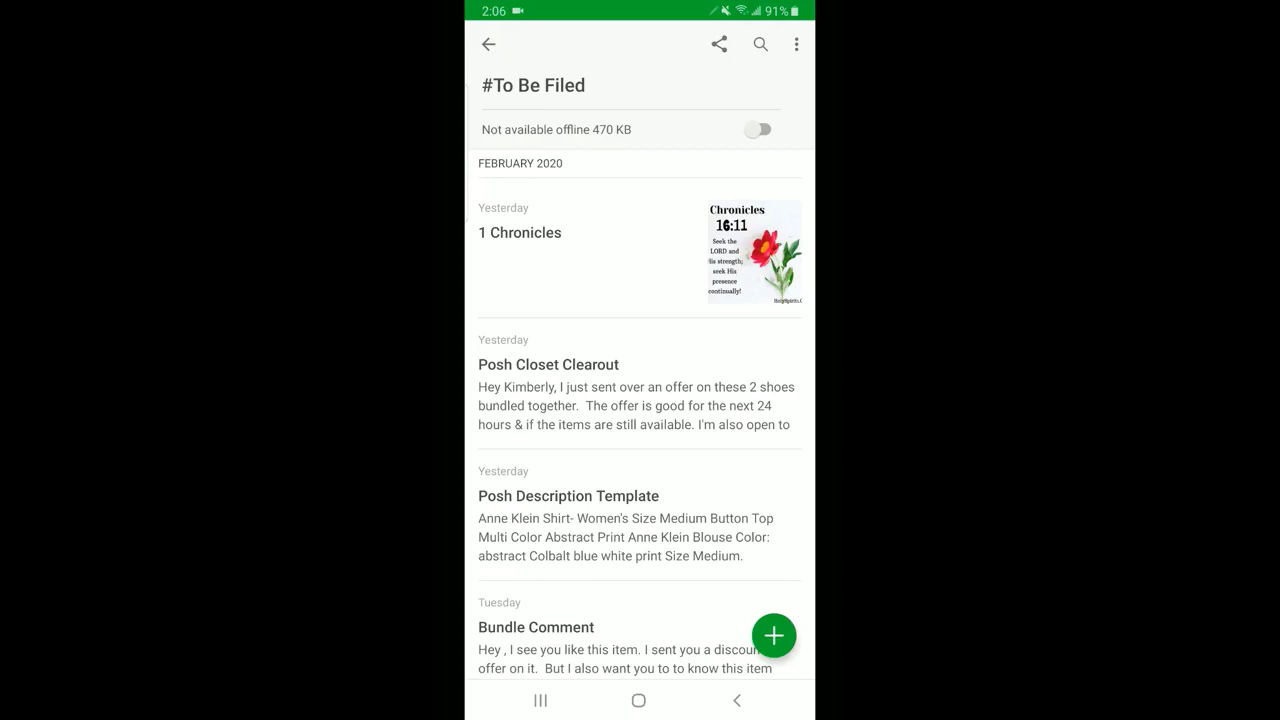 2:06
91%
#To Be Filed
Not available offline 470 KB
FEBRUARY 2020
Yesterday
1 Chronicles
Chronicles
16:11
Seek the
LORD and
His strength;
seek His
presence
continually!
Yesterday
Posh Closet Clearout
Hey Kimberly, I just sent over an offer on these 2 shoes
bundled together.  The offer is good for the next 24
hours & if the items are still available. I'm also open to
Yesterday
Posh Description Template
Anne Klein Shirt- Women's Size Medium Button Top
Multi Color Abstract Print Anne Klein Blouse Color:
abstract Colbalt blue white print Size Medium.
Tuesday
Bundle Comment
Hey , I see you like this item. I sent you a discoun
offer on it.  But I also want you to to know this item